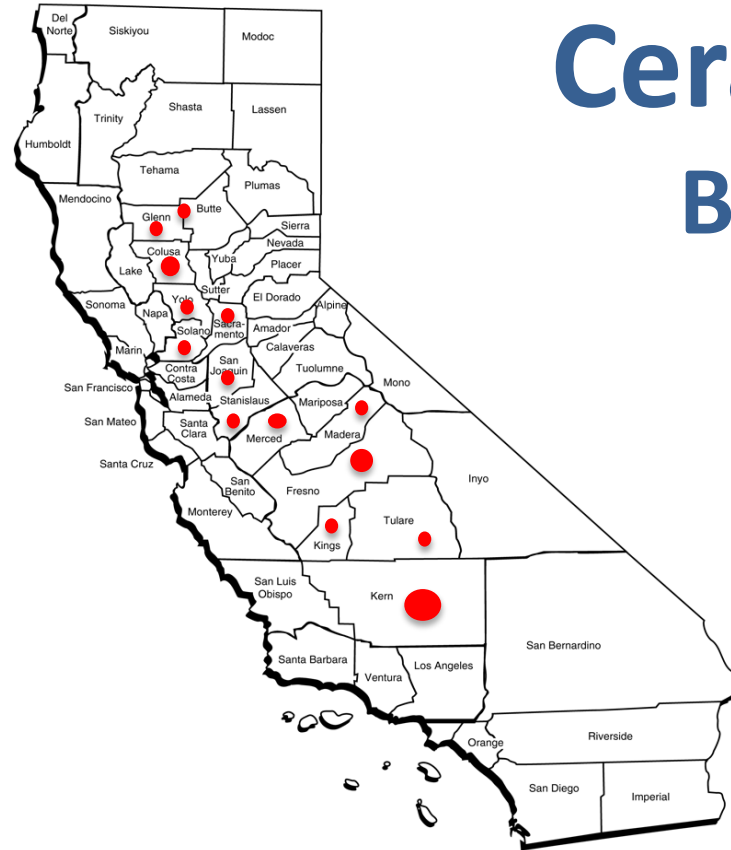 Cera
B
Del
Norte
Siskiyou
Modoc
Trinity
Shasta
Lassen
Humboldt
Tehama
Plumas
Mendocino
Glenn
Butte
Sierra
Nevada
Colusa
Yuba
Placer
Lake
Sutter
El Dorado
Alpine
Sonoma
Napa
Yolo
Solano
Sacra-
mento
Amador
Calaveras
Marin
Contra
Costa
San
Joaquin
Tuolumne
Mono
San Francisco
Alameda
Stanislaus
Mariposa
San Mateo
Santa
Clara
Merced
Madera
Santa Cruz
San
Benito
Fresno
Inyo
Monterey
Kings
Tulare
San Luis
Obispo
Kern
San Bernardino
Santa Barbara
Ventura
Los Angeles
Orange
Riverside
San Diego
Imperial